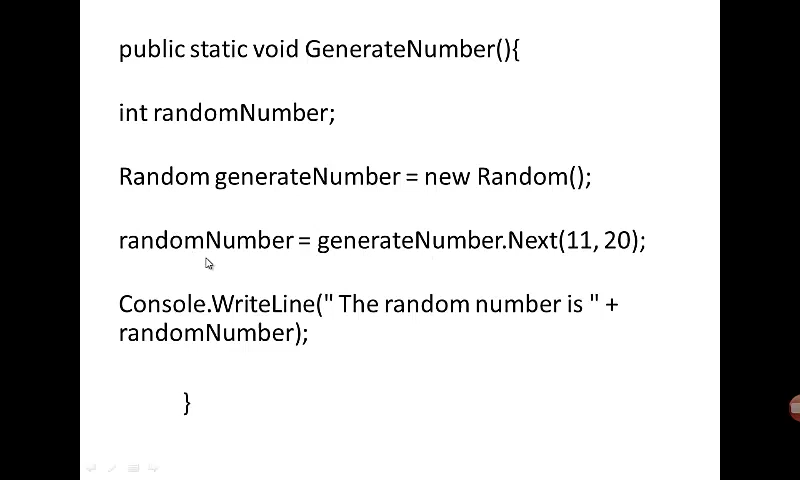 public static void GenerateNumber(){
int randomNumber;
Random generateNumber = new Random();
randomNumber = generateNumber.Next(11, 20);
Console.WriteLine(" The random number is " +
randomNumber);
}